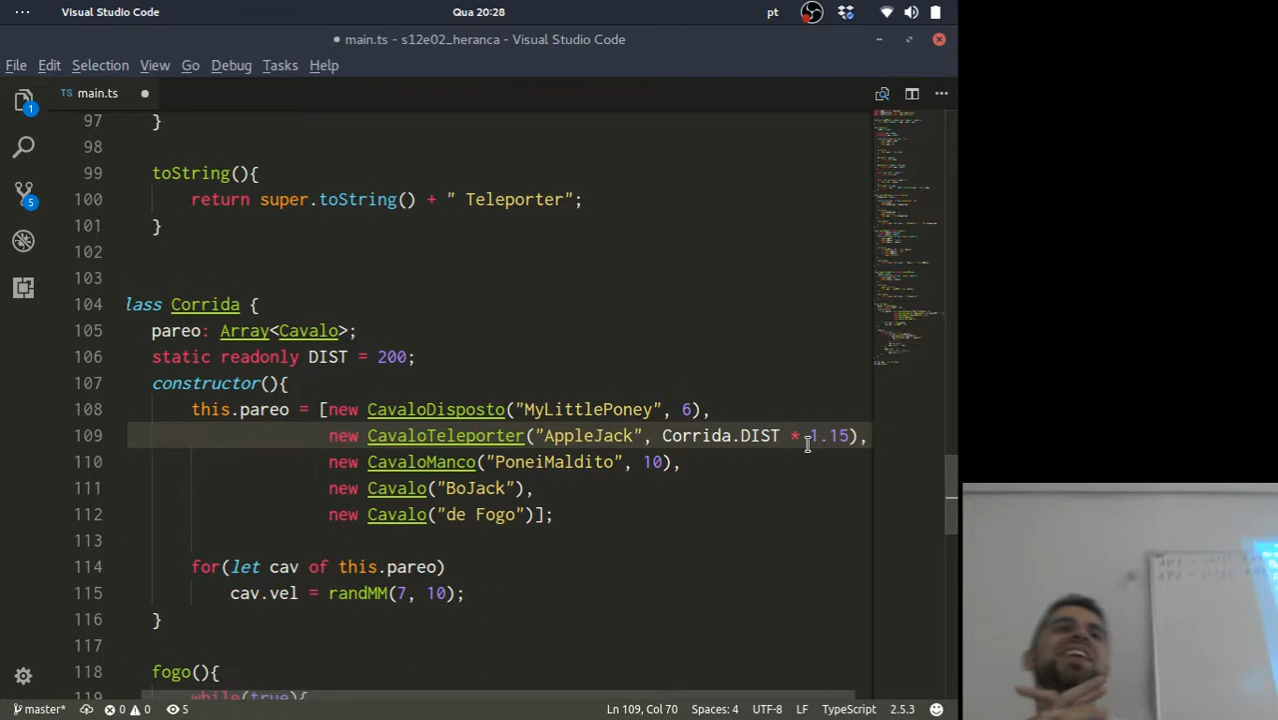 Visual Studio Code
Qua 20:28
pt
main.ts - s12e02_heranca - Visual Studio Code
File Edit Selection View Go Debug Tasks Help
TS main.ts
1
5
97 }
98
99 toString(){
100 return super.toString() + " Teleporter";
101 }
102
103
104 lass Corrida {
105 pareo: Array<Cavalo>;
106 static readonly DIST = 200;
107 constructor(){
108 this.pareo = [new CavaloDisposto("MyLittlePoney", 6),
109 new CavaloTeleporter("AppleJack", Corrida.DIST * 1.15),
110 new CavaloManco("PoneiMaldito", 10),
111 new Cavalo("BoJack"),
112 new Cavalo("de Fogo")];
113
114 for(let cav of this.pareo)
115 cav.vel = randMM(7, 10);
116 }
117
118 fogo(){
119 while(true){
master* 0 0 5 Ln 109, Col 70 Spaces: 4 UTF-8 LF TypeScript 2.5.3